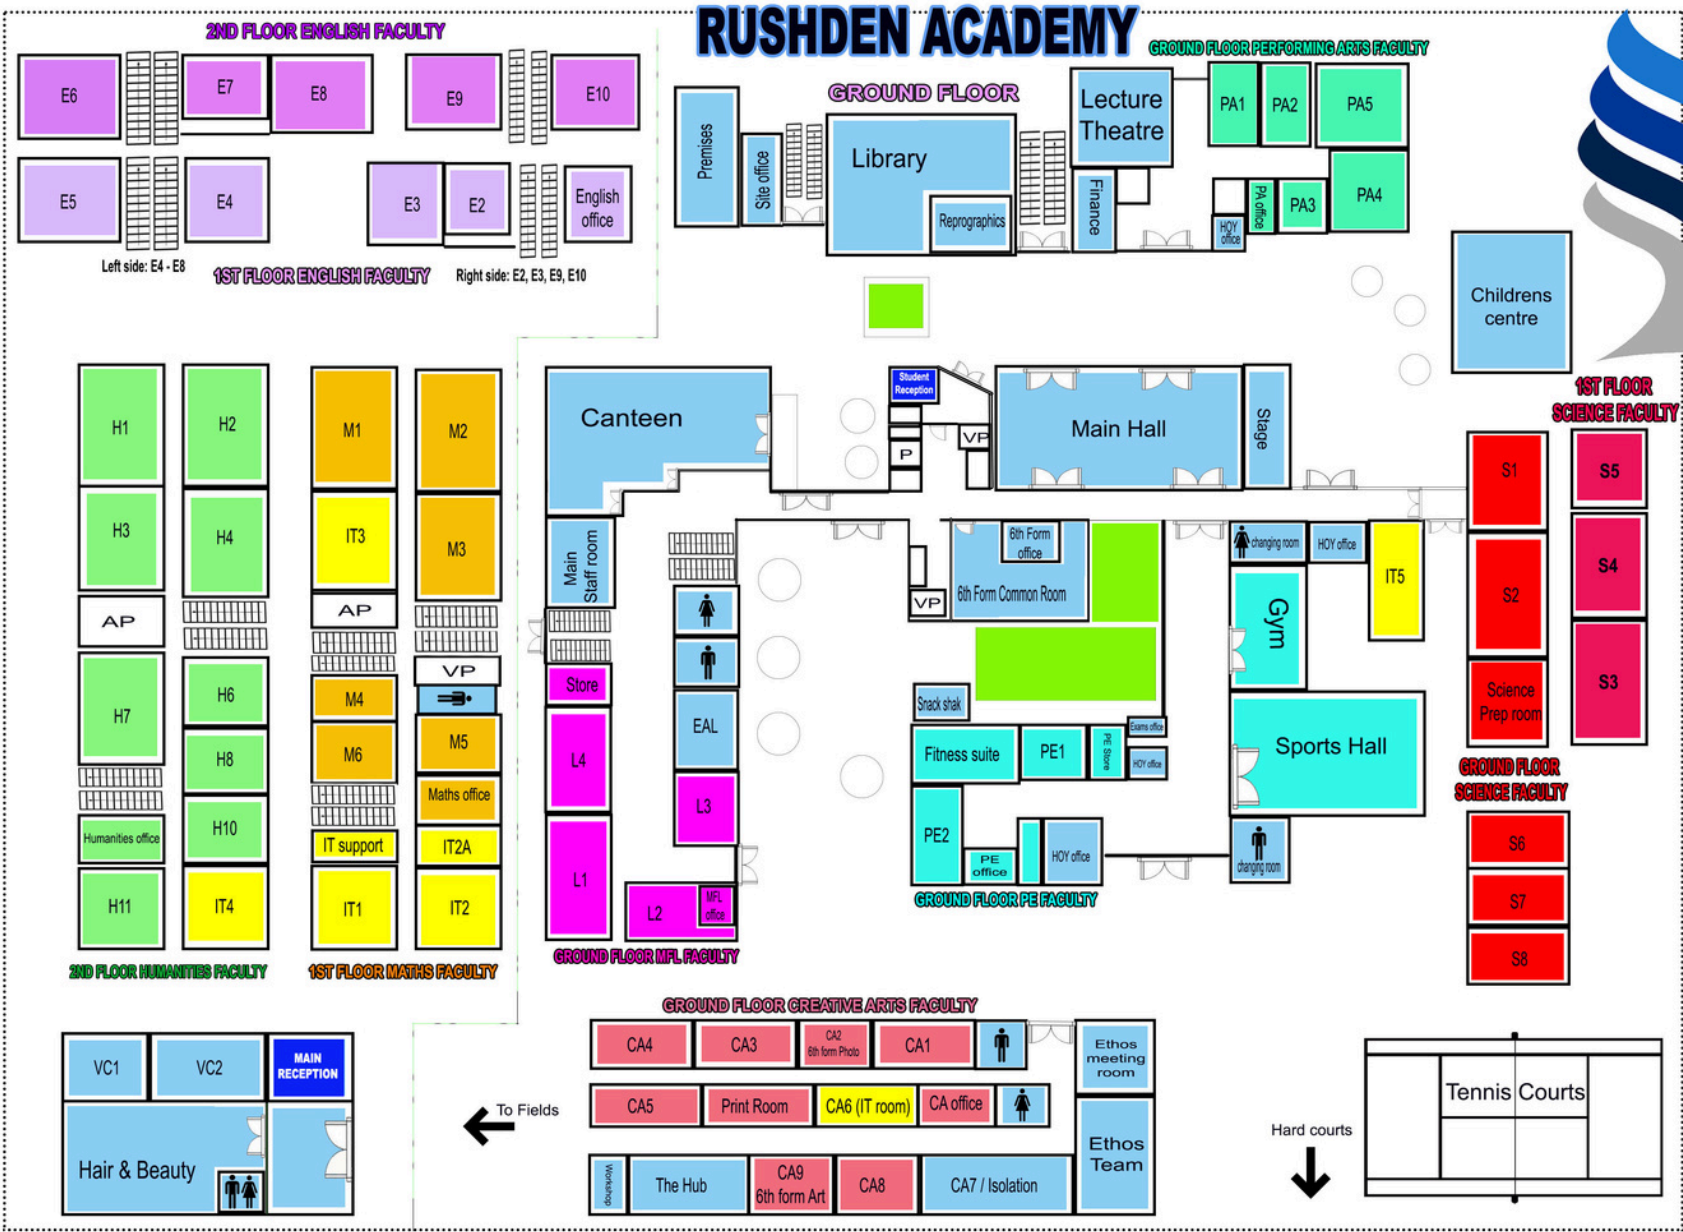 RUSHDEN ACADEMY
2ND FLOOR ENGLISH FACULTY
E6
E7
E8
E9
E10
E5
E4
E3
E2
English
office
Left side: E4 - E8
1ST FLOOR ENGLISH FACULTY
Right side: E2, E3, E9, E10
GROUND FLOOR
Premises
Site office
Library
Reprographics
Lecture
Theatre
Finance
GROUND FLOOR PERFORMING ARTS FACULTY
PA1
PA2
PA5
PA4
PA3
PA office
HOY
office
Childrens
centre
H1
H2
H3
H4
AP
H7
H6
H8
H10
Humanities office
H11
IT4
2ND FLOOR HUMANITIES FACULTY
M1
M2
IT3
M3
AP
VP
M4
M6
M5
Maths office
IT support
IT2A
IT1
IT2
1ST FLOOR MATHS FACULTY
Canteen
Main
Staff room
Store
L4
L1
EAL
L3
L2
MFL
office
GROUND FLOOR MFL FACULTY
Student
Reception
P
VP
Main Hall
Stage
6th Form
office
6th Form Common Room
VP
changing room
HOY office
IT5
Gym
Sports Hall
changing room
Snack shak
Fitness suite
PE1
PE Store
Exams office
HOY office
PE2
PE
office
HOY office
GROUND FLOOR PE FACULTY
1ST FLOOR
SCIENCE FACULTY
S1
S2
Science
Prep room
S5
S4
S3
GROUND FLOOR
SCIENCE FACULTY
S6
S7
S8
VC1
VC2
MAIN
RECEPTION
Hair & Beauty
To Fields
GROUND FLOOR CREATIVE ARTS FACULTY
CA4
CA3
CA2
6th form Photo
CA1
Ethos
meeting
room
CA5
Print Room
CA6 (IT room)
CA office
Ethos
Team
Workshop
The Hub
CA9
6th form Art
CA8
CA7 / Isolation
Hard courts
Tennis Courts